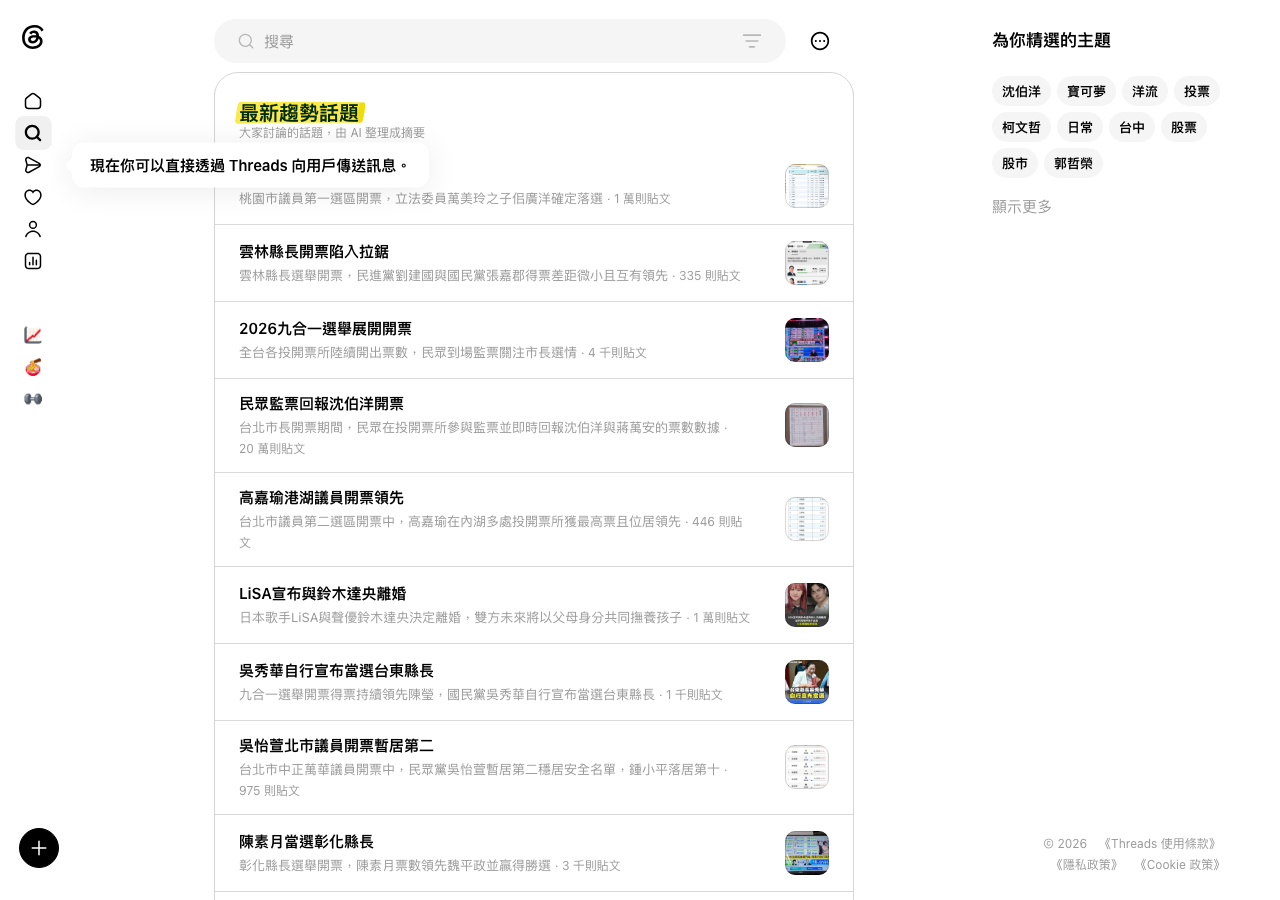 搜尋
最新趨勢話題
大家討論的話題，由 AI 整理成摘要
現在你可以直接透過 Threads 向用戶傳送訊息。
桃園市議員第一選區開票，立法委員萬美玲之子佀廣洋確定落選 · 1 萬則貼文
雲林縣長開票陷入拉鋸
雲林縣長選舉開票，民進黨劉建國與國民黨張嘉郡得票差距微小且互有領先 · 335 則貼文
2026九合一選舉展開開票
全台各投開票所陸續開出票數，民眾到場監票關注市長選情 · 4 千則貼文
民眾監票回報沈伯洋開票
台北市長開票期間，民眾在投開票所參與監票並即時回報沈伯洋與蔣萬安的票數數據 ·
20 萬則貼文
高嘉瑜港湖議員開票領先
台北市議員第二選區開票中，高嘉瑜在內湖多處投開票所獲最高票且位居領先 · 446 則貼
文
LiSA宣布與鈴木達央離婚
日本歌手LiSA與聲優鈴木達央決定離婚，雙方未來將以父母身分共同撫養孩子 · 1 萬則貼文
吳秀華自行宣布當選台東縣長
九合一選舉開票得票持續領先陳瑩，國民黨吳秀華自行宣布當選台東縣長 · 1 千則貼文
吳怡萱北市議員開票暫居第二
台北市中正萬華議員開票中，民眾黨吳怡萱暫居第二穩居安全名單，鍾小平落居第十 ·
975 則貼文
陳素月當選彰化縣長
彰化縣長選舉開票，陳素月票數領先魏平政並贏得勝選 · 3 千則貼文
為你精選的主題
沈伯洋 寶可夢 洋流 投票
柯文哲 日常 台中 股票
股市 郭哲榮
顯示更多
© 2026 《Threads 使用條款》
《隱私政策》 《Cookie 政策》